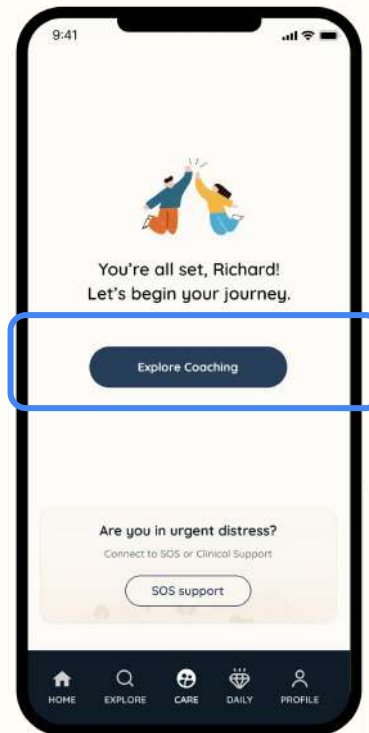 9:41
You're all set, Richard!
Let's begin your journey.
Explore Coaching
Are you in urgent distress?
Connect to SOS or Clinical Support
SOS support
HOME EXPLORE CARE DAILY PROFILE